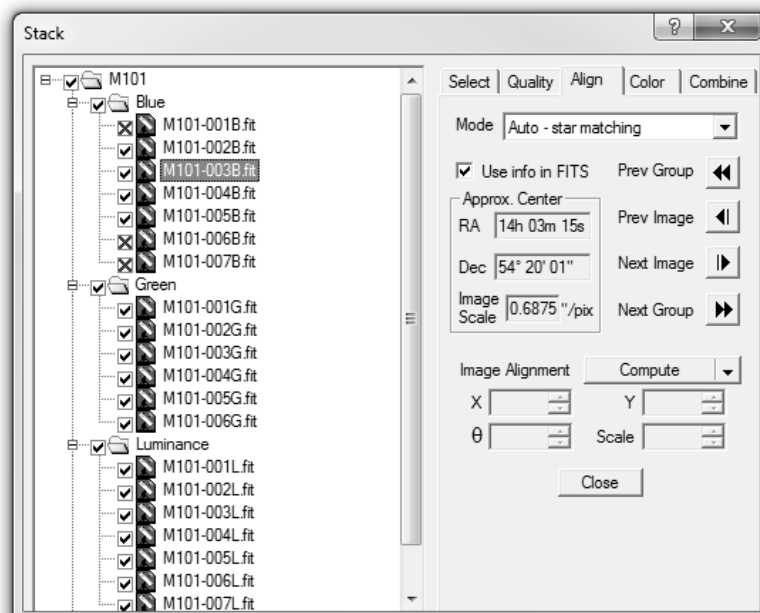 Stack
M101
Blue
M101-001B.fit
M101-002B.fit
M101-003B.fit
M101-004B.fit
M101-005B.fit
M101-006B.fit
M101-007B.fit
Green
M101-001G.fit
M101-002G.fit
M101-003G.fit
M101-004G.fit
M101-005G.fit
M101-006G.fit
Luminance
M101-001L.fit
M101-002L.fit
M101-003L.fit
M101-004L.fit
M101-005L.fit
M101-006L.fit
M101-007L.fit
Select Quality Align Color Combine
Mode Auto - star matching
Use info in FITS Prev Group
Approx. Center
RA 14h 03m 15s Prev Image
Dec 54° 20' 01" Next Image
Image Scale 0.6875 "/pix Next Group
Image Alignment Compute
X Y
θ Scale
Close